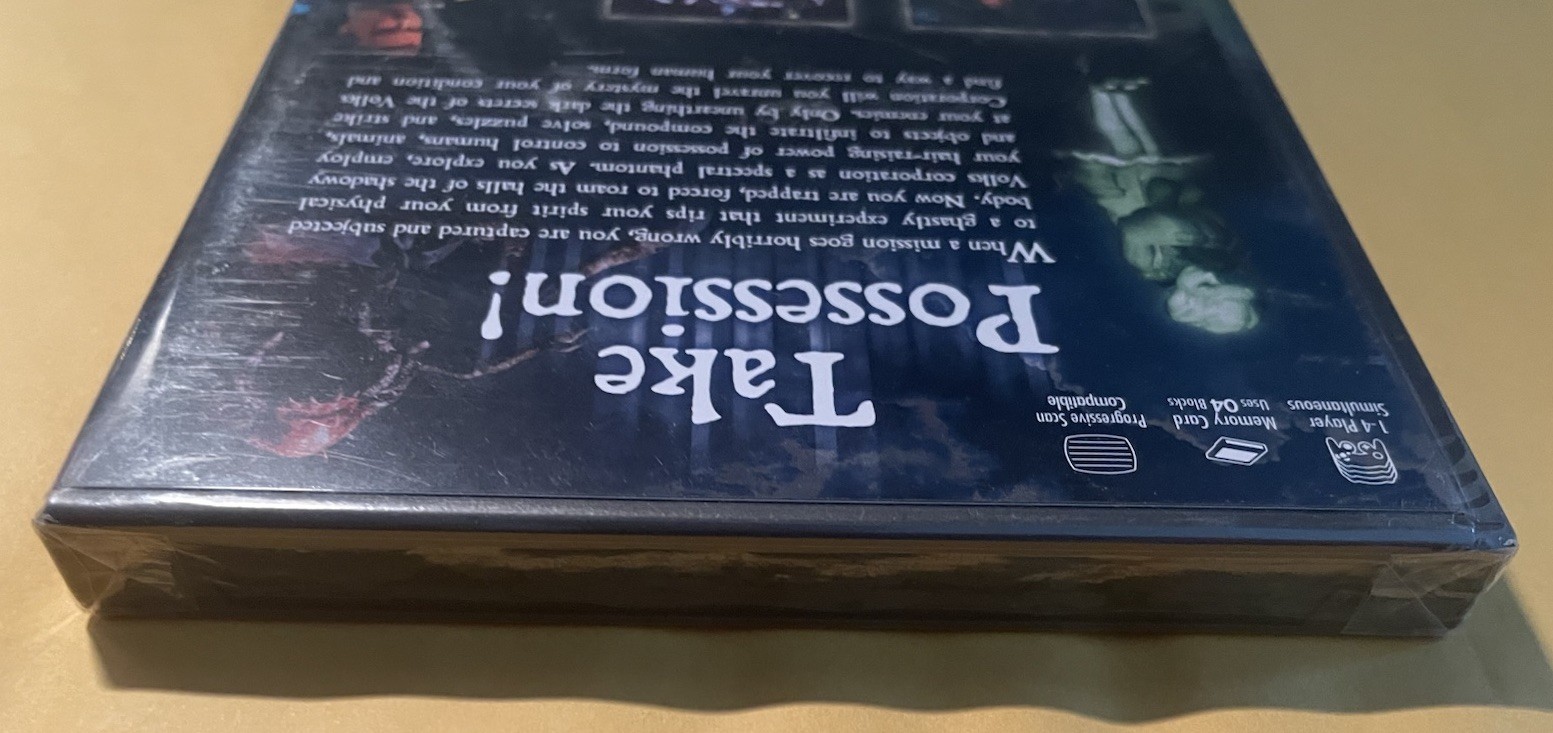 1-4 Player
Simultaneous
Memory Card
Uses 04 Blocks
Progressive Scan
Compatible
Take
Possession!
When a mission goes horribly wrong, you are captured and subjected
to a ghastly experiment that rips your spirit from your physical
body. Now you are trapped, forced to roam the halls of the shadowy
Volks corporation as a spectral phantom. As you explore, employ
your hair-raising power of possession to control humans, animals,
and objects to infiltrate the compound, solve puzzles, and strike
at your enemies. Only by unearthing the dark secrets of the Volks
Corporation will you unravel the mystery of your condition and
find a way to recover your human form.